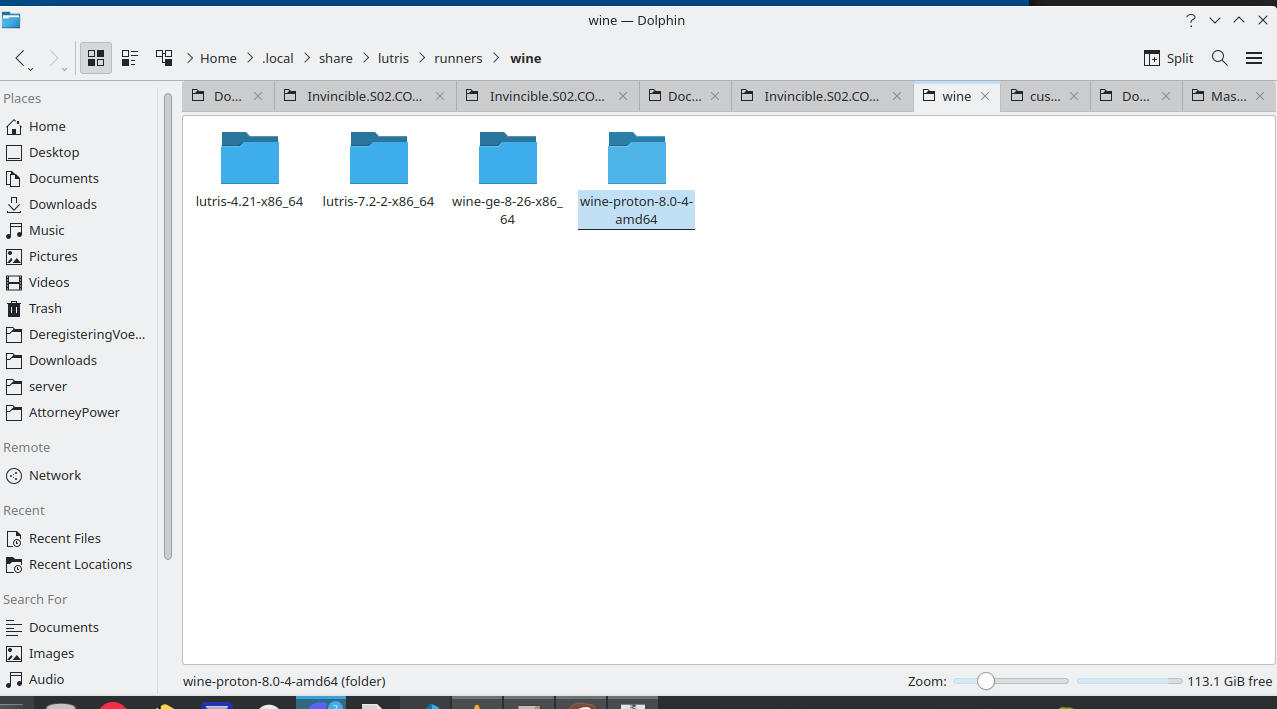 wine — Dolphin
Home > .local > share > lutris > runners > wine
Split
Places
Home
Desktop
Documents
Downloads
Music
Pictures
Videos
Trash
DeregisteringVoe...
Downloads
server
AttorneyPower
Remote
Network
Recent
Recent Files
Recent Locations
Search For
Documents
Images
Audio
Do...
Invincible.S02.CO...
Invincible.S02.CO...
Doc...
Invincible.S02.CO...
wine
cus...
Do...
Mas...
lutris-4.21-x86_64
lutris-7.2-2-x86_64
wine-ge-8-26-x86_
64
wine-proton-8.0-4-
amd64
wine-proton-8.0-4-amd64 (folder)
Zoom:
113.1 GiB free